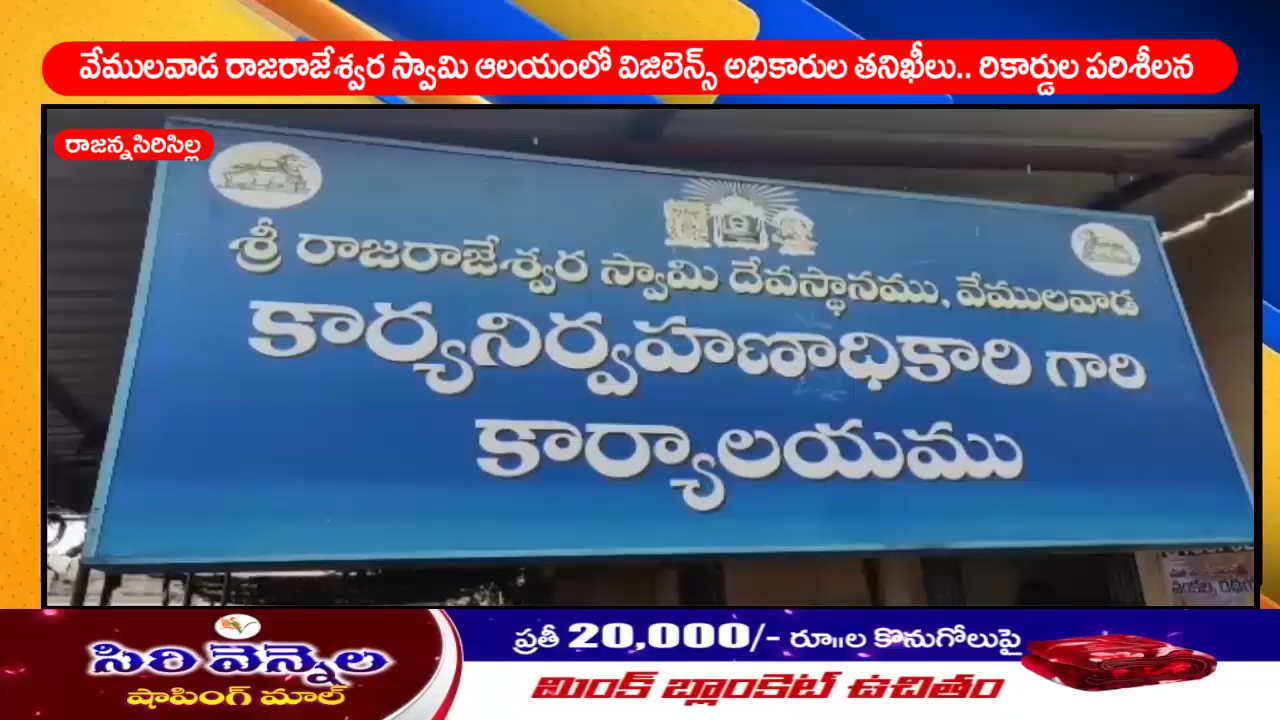 వేములవాడ రాజరాజేశ్వర స్వామి ఆలయంలో విజిలెన్స్ అధికారుల తనిఖీలు.. రికార్డుల పరిశీలన
రాజన్నసిరిసిల్ల
శ్రీ రాజరాజేశ్వర స్వామి దేవస్థానము, వేములవాడ
కార్యనిర్వహణాధికారి గారి
కార్యాలయము
సిరి వెన్నెల
షాపింగ్ మాల్
ప్రతీ 20,000/- రూ॥ల కొనుగోలుపై
మింక్ బ్లాంకెట్ ఉచితం